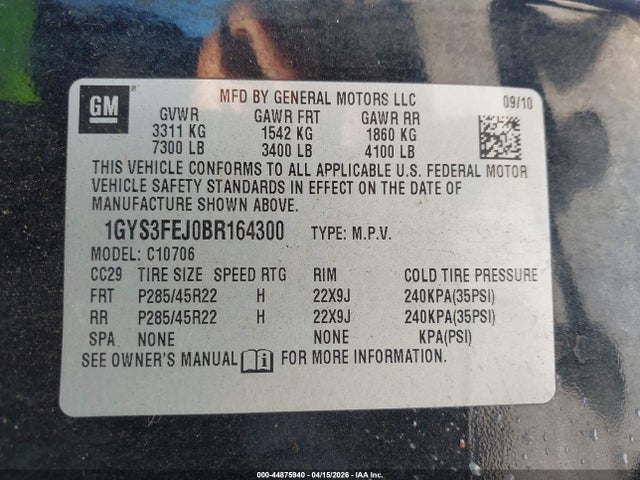 GM
®
MFD BY GENERAL MOTORS LLC 09/10
GVWR GAWR FRT GAWR RR
3311 KG 1542 KG 1860 KG
7300 LB 3400 LB 4100 LB
THIS VEHICLE CONFORMS TO ALL APPLICABLE U.S. FEDERAL MOTOR
VEHICLE SAFETY STANDARDS IN EFFECT ON THE DATE OF
MANUFACTURE SHOWN ABOVE.
1GYS3FEJ0BR164300 TYPE: M.P.V.
MODEL: C10706
CC29 TIRE SIZE SPEED RTG RIM COLD TIRE PRESSURE
FRT P285/45R22 H 22X9J 240KPA(35PSI)
RR P285/45R22 H 22X9J 240KPA(35PSI)
SPA NONE NONE KPA(PSI)
SEE OWNER'S MANUAL FOR MORE INFORMATION.
000-44875940 - 04/15/2026 - IAA Inc.